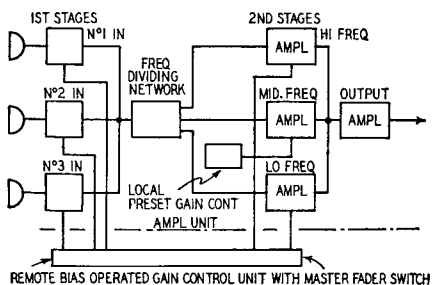 1ST STAGES
2ND STAGES
Nº1 IN
AMPL
HI FREQ
FREQ
DIVIDING
NETWORK
Nº2 IN
MID. FREQ
AMPL
OUTPUT
AMPL
Nº3 IN
LO FREQ
AMPL
LOCAL
PRESET GAIN CONT
AMPL UNIT
REMOTE BIAS OPERATED GAIN CONTROL UNIT WITH MASTER FADER SWITCH